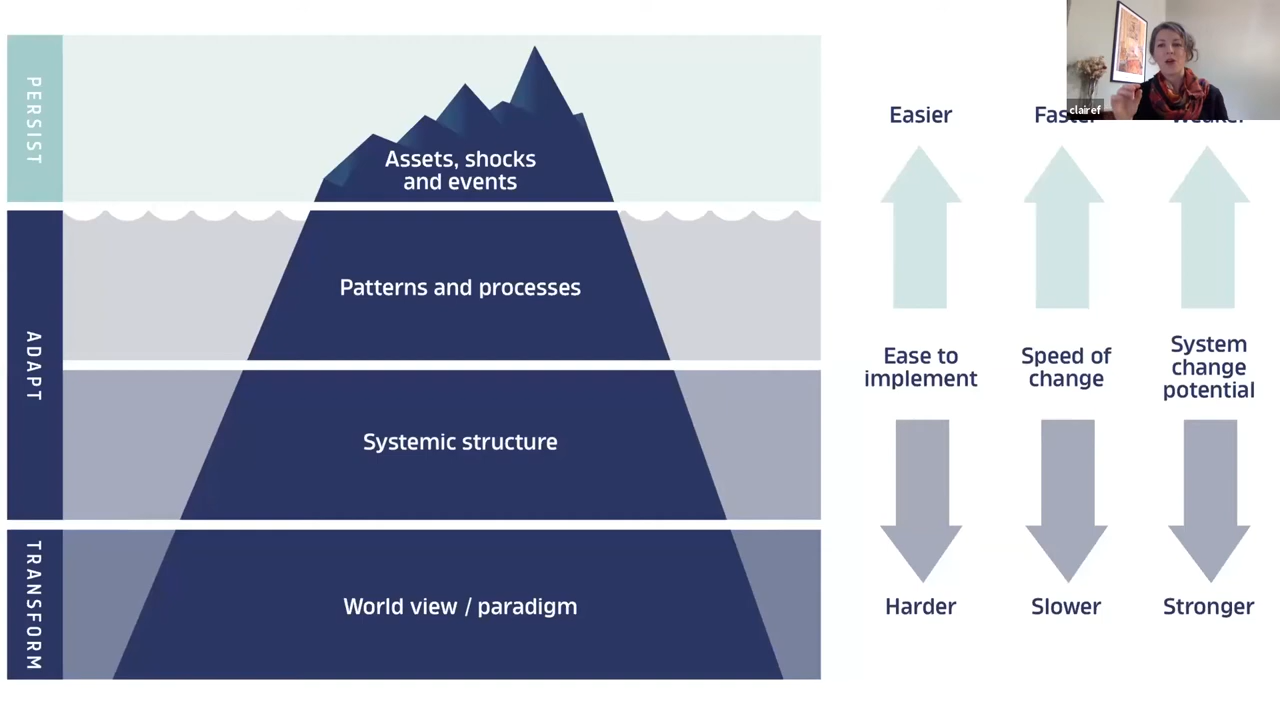 PERSIST
Assets, shocks
and events
ADAPT
Patterns and processes
Systemic structure
TRANSFORM
World view / paradigm
clairef
Easier
Ease to
implement
Speed of
change
System
change
potential
Harder
Slower
Stronger